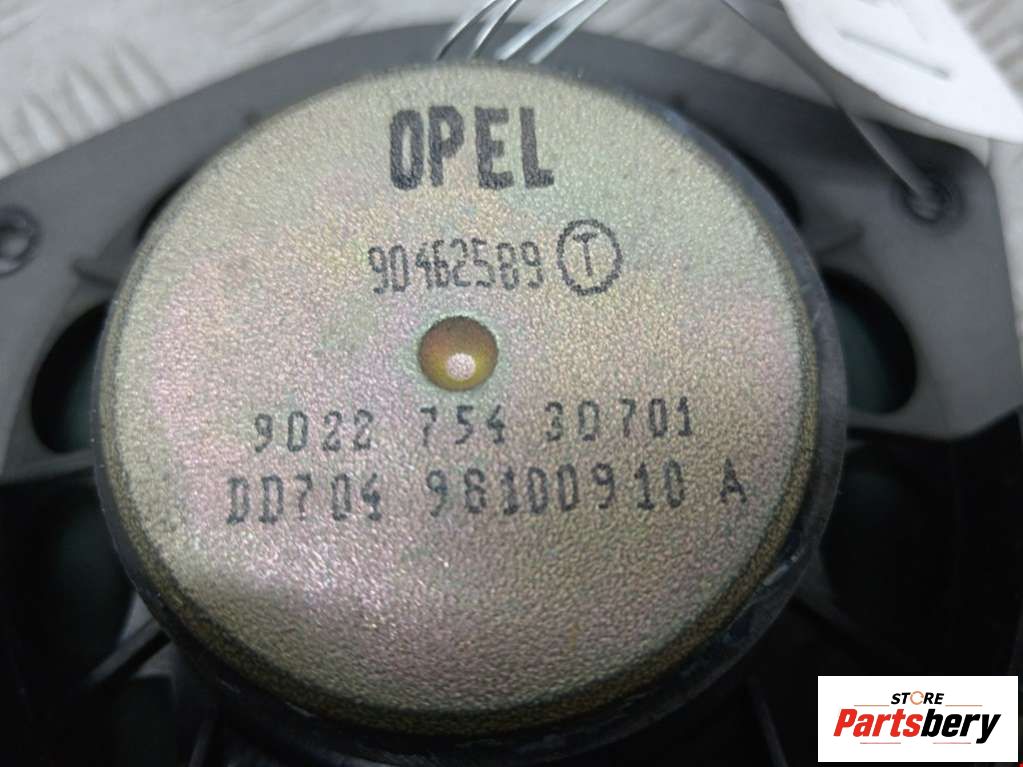 OPEL
90462589 T
9022 754 30701
DD704 98100910 A
STORE
Partsbery